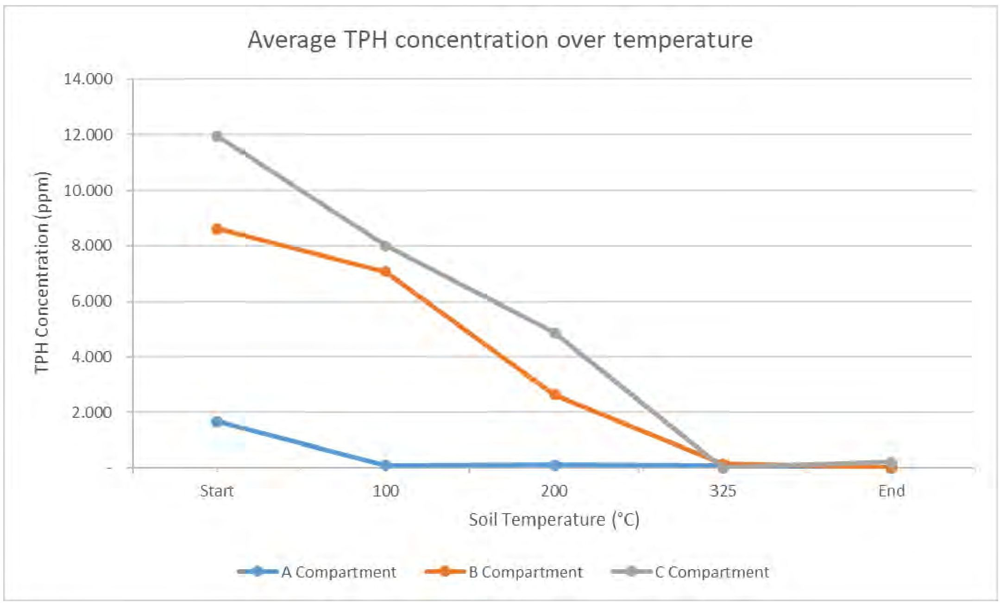 Average TPH concentration over temperature
14.000
12.000
10.000
8.000
6.000
4.000
2.000
-
TPH Concentration (ppm)
Start 100 200 325 End
Soil Temperature (°C)
A Compartment B Compartment C Compartment